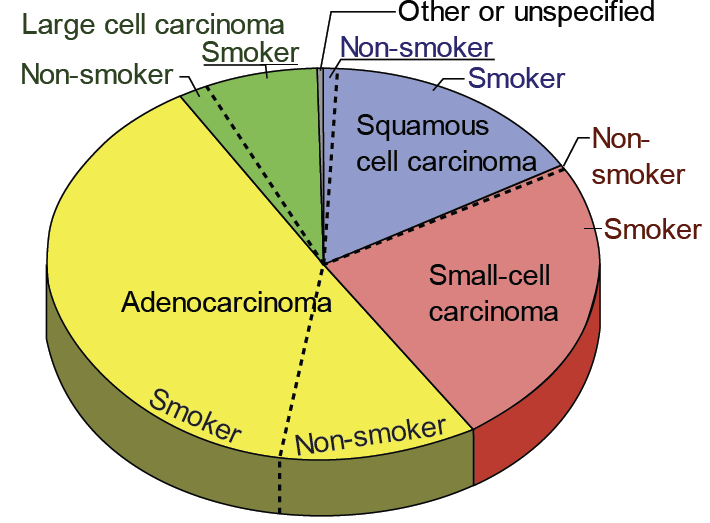 Other or unspecified
Large cell carcinoma
Smoker
Non-smoker
Non-smoker
Smoker
Squamous
cell carcinoma
Non-
smoker
Smoker
Small-cell
carcinoma
Adenocarcinoma
Smoker
Non-smoker